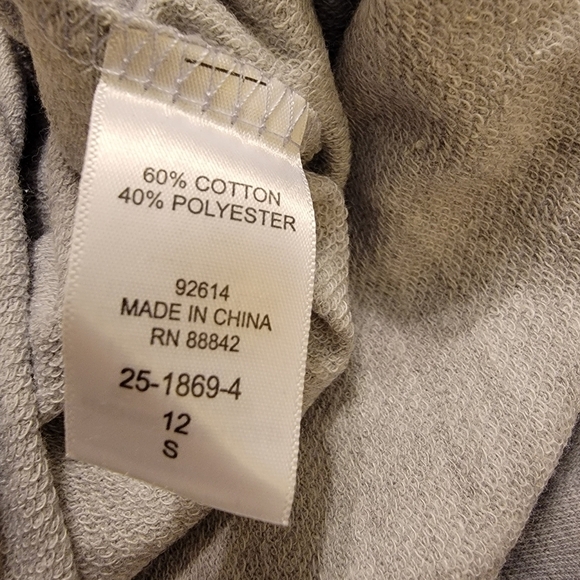 60% COTTON
40% POLYESTER
92614
MADE IN CHINA
RN 88842
25-1869-4
12
S